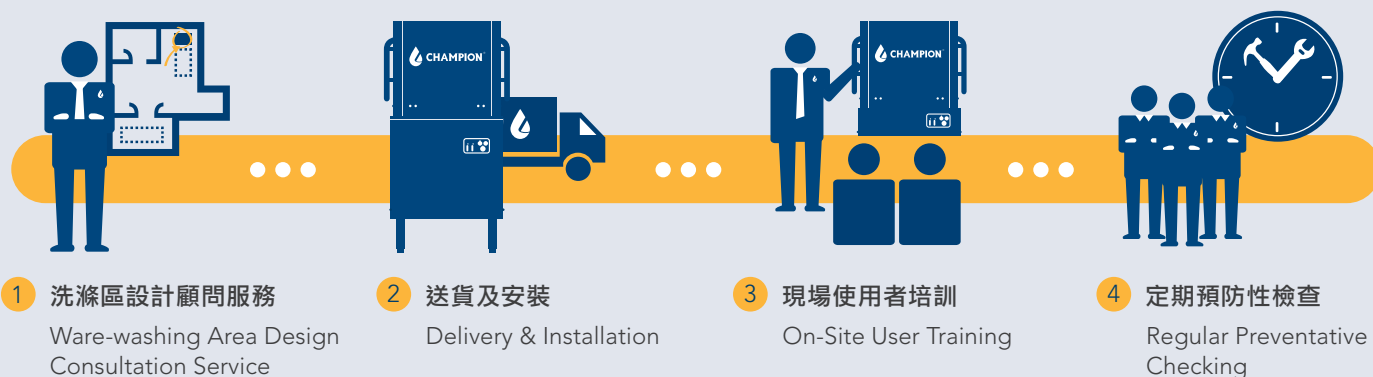 CHAMPION
CHAMPION
1 洗滌區設計顧問服務
Ware-washing Area Design
Consultation Service
2 送貨及安裝
Delivery & Installation
3 現場使用者培訓
On-Site User Training
4 定期預防性檢查
Regular Preventative
Checking